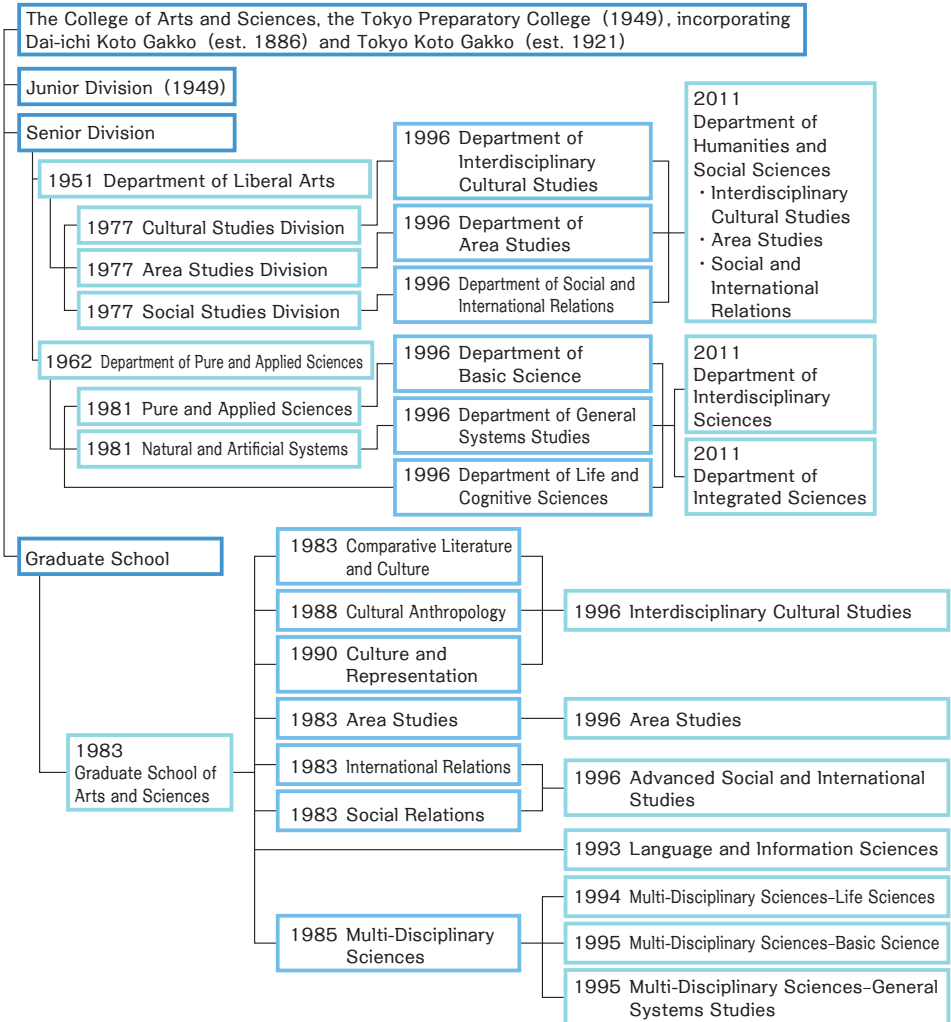 The College of Arts and Sciences, the Tokyo Preparatory College (1949), incorporating
Dai-ichi Koto Gakko (est. 1886) and Tokyo Koto Gakko (est. 1921)
Junior Division (1949)
Senior Division
1951 Department of Liberal Arts
1977 Cultural Studies Division
1977 Area Studies Division
1977 Social Studies Division
1996 Department of
Interdisciplinary
Cultural Studies
1996 Department of
Area Studies
1996 Department of Social and
International Relations
2011
Department of
Humanities and
Social Sciences
・Interdisciplinary
Cultural Studies
・Area Studies
・Social and
International
Relations
1962 Department of Pure and Applied Sciences
1981 Pure and Applied Sciences
1981 Natural and Artificial Systems
1996 Department of
Basic Science
1996 Department of General
Systems Studies
1996 Department of Life and
Cognitive Sciences
2011
Department of
Interdisciplinary
Sciences
2011
Department of
Integrated Sciences
Graduate School
1983
Graduate School of
Arts and Sciences
1983 Comparative Literature
and Culture
1988 Cultural Anthropology
1990 Culture and
Representation
1996 Interdisciplinary Cultural Studies
1983 Area Studies
1996 Area Studies
1983 International Relations
1983 Social Relations
1996 Advanced Social and International
Studies
1993 Language and Information Sciences
1985 Multi-Disciplinary
Sciences
1994 Multi-Disciplinary Sciences–Life Sciences
1995 Multi-Disciplinary Sciences–Basic Science
1995 Multi-Disciplinary Sciences–General
Systems Studies